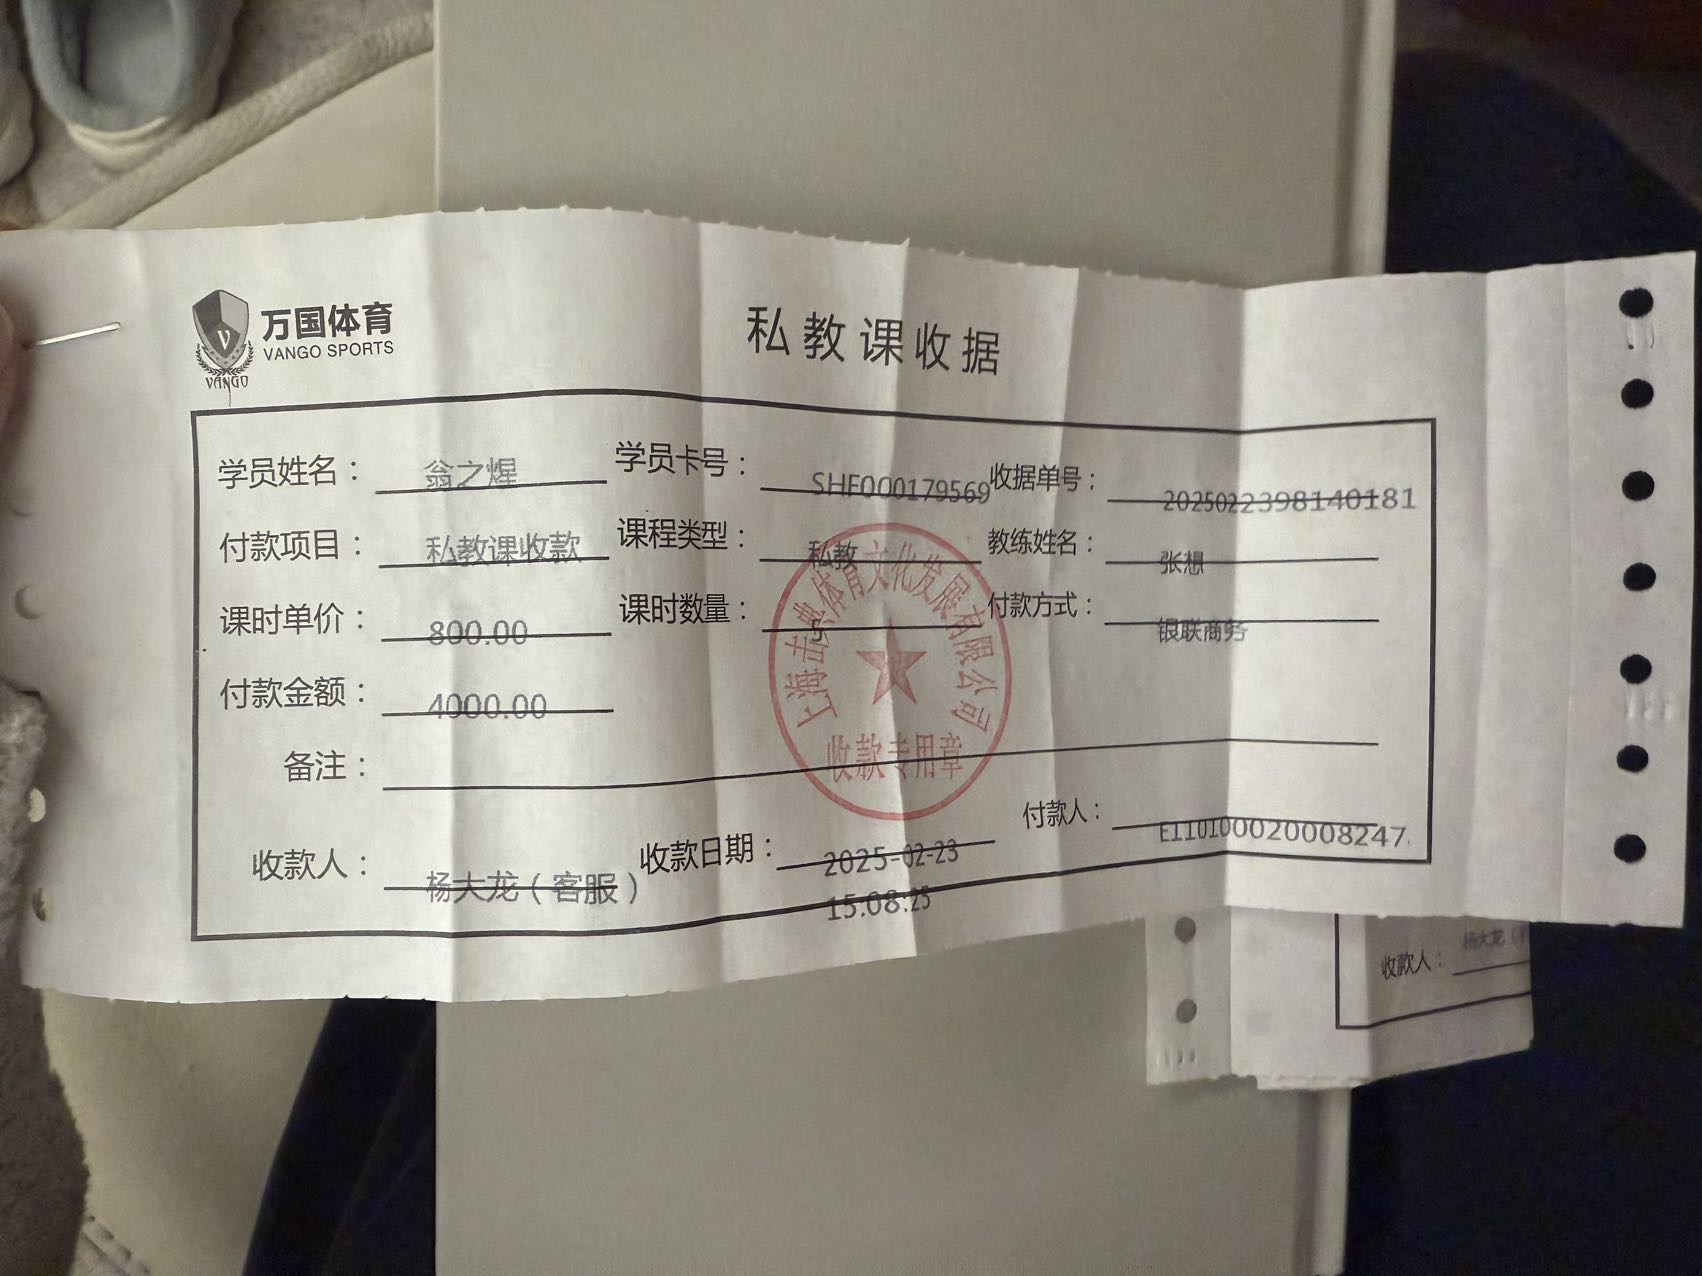 万国体育
VANGO SPORTS
VANGO
私教课收据
学员姓名： 翁之煋 学员卡号： SHF000179569 收据单号： 2025022398140181
付款项目： 私教课收款 课程类型： 私教 教练姓名： 张想
课时单价： 800.00 课时数量： 5 付款方式： 银联商务
付款金额： 4000.00
备注：
收款人： 杨大龙（客服） 收款日期： 2025-02-23 付款人： E110100020008247
15:08:25
上海击典体育文化发展有限公司
收款专用章
收款人： 杨大龙（